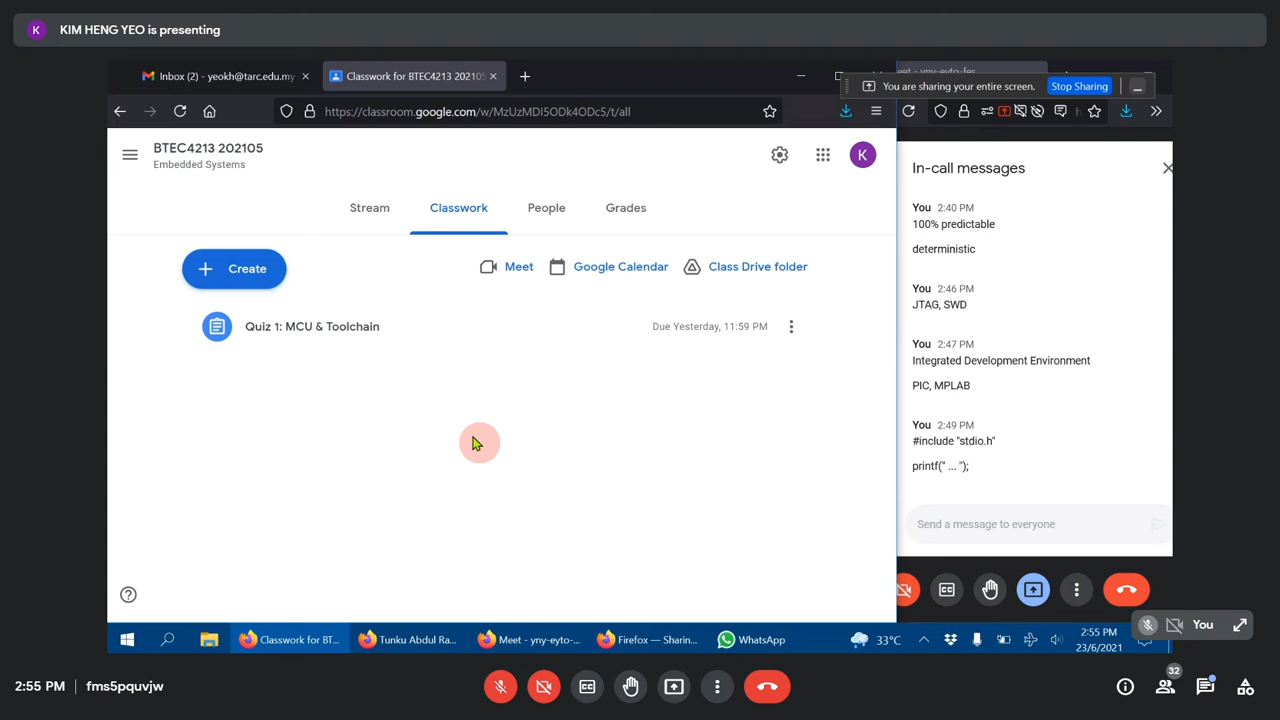 K KIM HENG YEO is presenting
Inbox (2) - yeokh@tarc.edu.my
Classwork for BTEC4213 202105
Meet - yny-eyto-fes
You are sharing your entire screen. Stop Sharing
https://classroom.google.com/w/MzUzMDI5ODk4ODc5/t/all
BTEC4213 202105
Embedded Systems
K
Stream Classwork People Grades
Create
Meet Google Calendar Class Drive folder
Quiz 1: MCU & Toolchain Due Yesterday, 11:59 PM
In-call messages
You 2:40 PM
100% predictable
deterministic
You 2:46 PM
JTAG, SWD
You 2:47 PM
Integrated Development Environment
PIC, MPLAB
You 2:49 PM
#include "stdio.h"
printf(" ... ");
Send a message to everyone
You
Classwork for BT... Tunku Abdul Ra... Meet - yny-eyto-... Firefox — Sharin... WhatsApp 33°C 2:55 PM
23/6/2021
2:55 PM fms5pquvjw 32